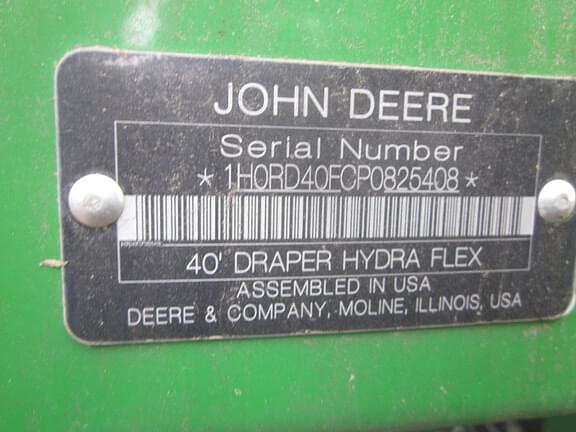 JOHN DEERE
Serial Number
* 1H0RD40FCP0825408 *
40' DRAPER HYDRA FLEX
ASSEMBLED IN USA
DEERE & COMPANY, MOLINE, ILLINOIS, USA